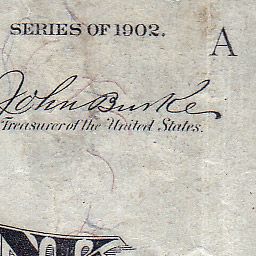 SERIES OF 1902.
A
John Burke
Treasurer of the United States.